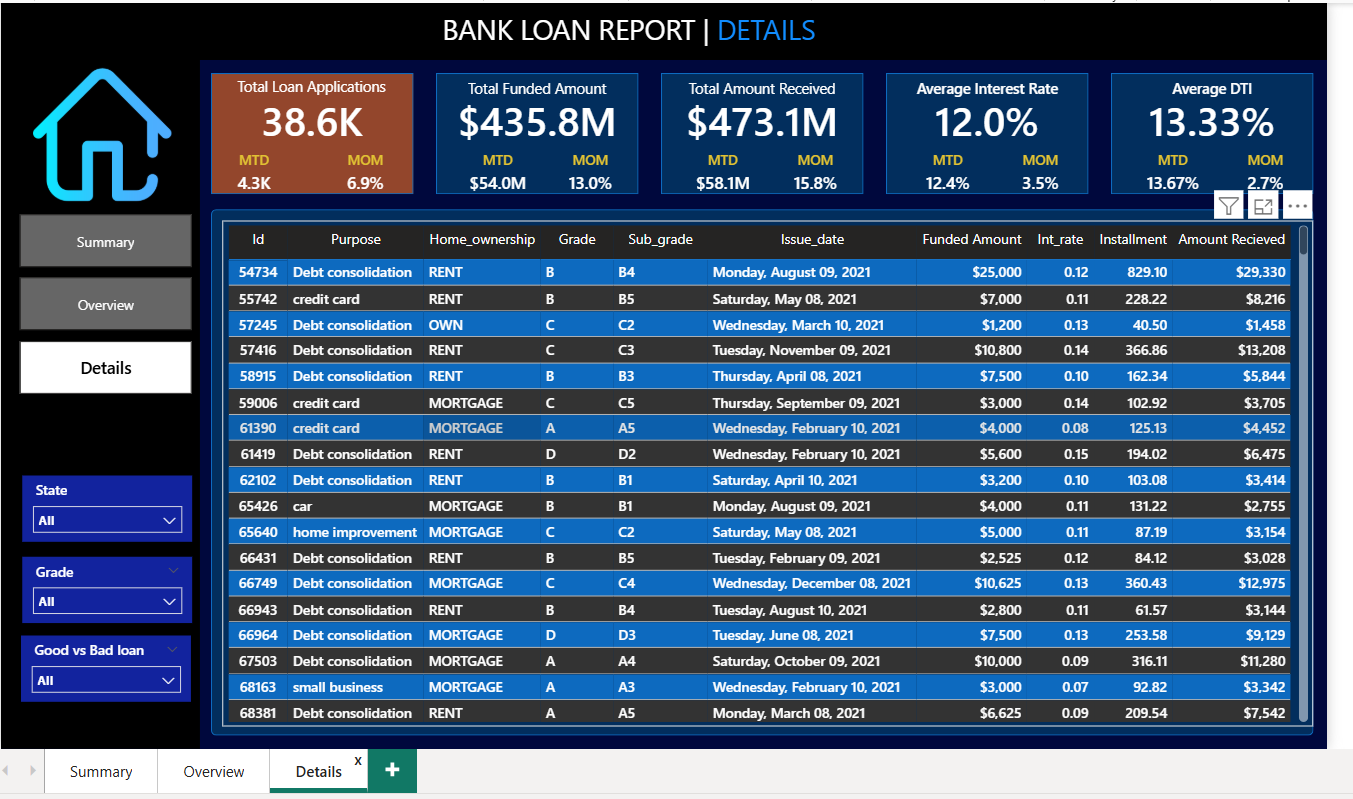 BANK LOAN REPORT | DETAILS
Total Loan Applications
38.6K
MTD MOM
4.3K 6.9%
Total Funded Amount
$435.8M
MTD MOM
$54.0M 13.0%
Total Amount Received
$473.1M
MTD MOM
$58.1M 15.8%
Average Interest Rate
12.0%
MTD MOM
12.4% 3.5%
Average DTI
13.33%
MTD MOM
13.67% 2.7%
Summary
Overview
Details
State
All
Grade
All
Good vs Bad loan
All
Id Purpose Home_ownership Grade Sub_grade Issue_date Funded Amount Int_rate Installment Amount Recieved
54734 Debt consolidation RENT B B4 Monday, August 09, 2021 $25,000 0.12 829.10 $29,330
55742 credit card RENT B B5 Saturday, May 08, 2021 $7,000 0.11 228.22 $8,216
57245 Debt consolidation OWN C C2 Wednesday, March 10, 2021 $1,200 0.13 40.50 $1,458
57416 Debt consolidation RENT C C3 Tuesday, November 09, 2021 $10,800 0.14 366.86 $13,208
58915 Debt consolidation RENT B B3 Thursday, April 08, 2021 $7,500 0.10 162.34 $5,844
59006 credit card MORTGAGE C C5 Thursday, September 09, 2021 $3,000 0.14 102.92 $3,705
61390 credit card MORTGAGE A A5 Wednesday, February 10, 2021 $4,000 0.08 125.13 $4,452
61419 Debt consolidation RENT D D2 Wednesday, February 10, 2021 $5,600 0.15 194.02 $6,475
62102 Debt consolidation RENT B B1 Saturday, April 10, 2021 $3,200 0.10 103.08 $3,414
65426 car MORTGAGE B B1 Monday, August 09, 2021 $4,000 0.11 131.22 $2,755
65640 home improvement MORTGAGE C C2 Saturday, May 08, 2021 $5,000 0.11 87.19 $3,154
66431 Debt consolidation RENT B B5 Tuesday, February 09, 2021 $2,525 0.12 84.12 $3,028
66749 Debt consolidation MORTGAGE C C4 Wednesday, December 08, 2021 $10,625 0.13 360.43 $12,975
66943 Debt consolidation RENT B B4 Tuesday, August 10, 2021 $2,800 0.11 61.57 $3,144
66964 Debt consolidation MORTGAGE D D3 Tuesday, June 08, 2021 $7,500 0.13 253.58 $9,129
67503 Debt consolidation MORTGAGE A A4 Saturday, October 09, 2021 $10,000 0.09 316.11 $11,280
68163 small business MORTGAGE A A3 Wednesday, February 10, 2021 $3,000 0.07 92.82 $3,342
68381 Debt consolidation RENT A A5 Monday, March 08, 2021 $6,625 0.09 209.54 $7,542
Summary Overview Details x +